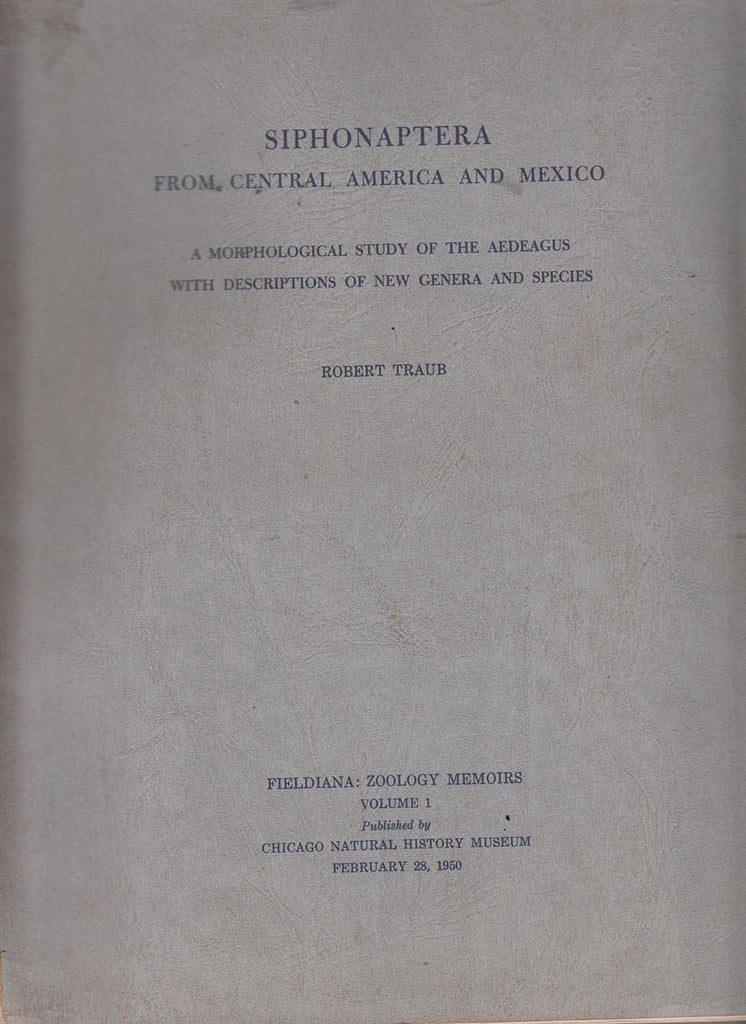 SIPHONAPTERA
FROM CENTRAL AMERICA AND MEXICO
A MORPHOLOGICAL STUDY OF THE AEDEAGUS
WITH DESCRIPTIONS OF NEW GENERA AND SPECIES
ROBERT TRAUB
FIELDIANA: ZOOLOGY MEMOIRS
VOLUME 1
Published by
CHICAGO NATURAL HISTORY MUSEUM
FEBRUARY 28, 1950